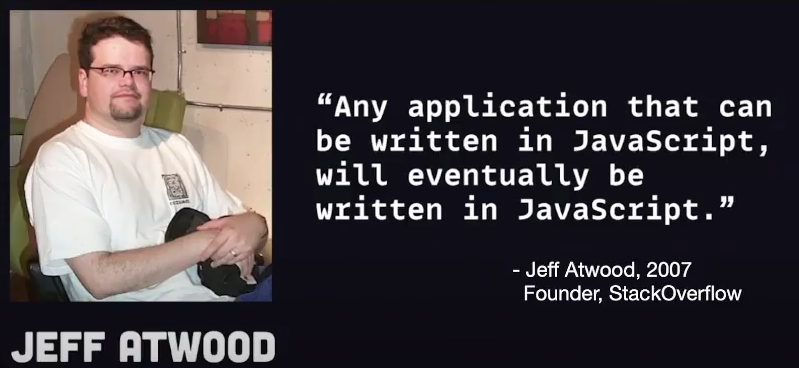 “Any application that can
be written in JavaScript,
will eventually be
written in JavaScript.”
- Jeff Atwood, 2007
Founder, StackOverflow
JEFF ATWOOD